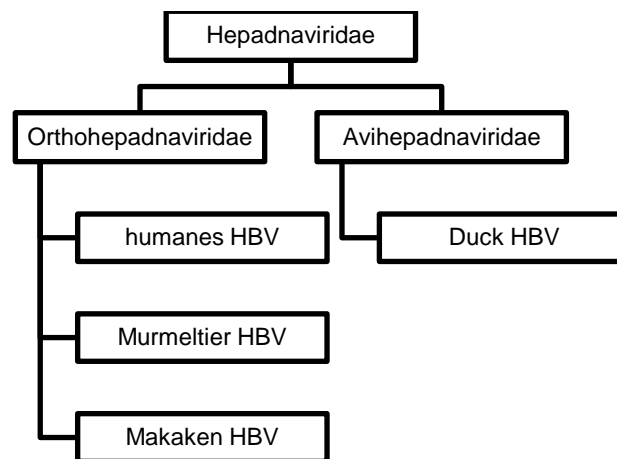 Hepadnaviridae
Orthohepadnaviridae
Avihepadnaviridae
humanes HBV
Duck HBV
Murmeltier HBV
Makaken HBV